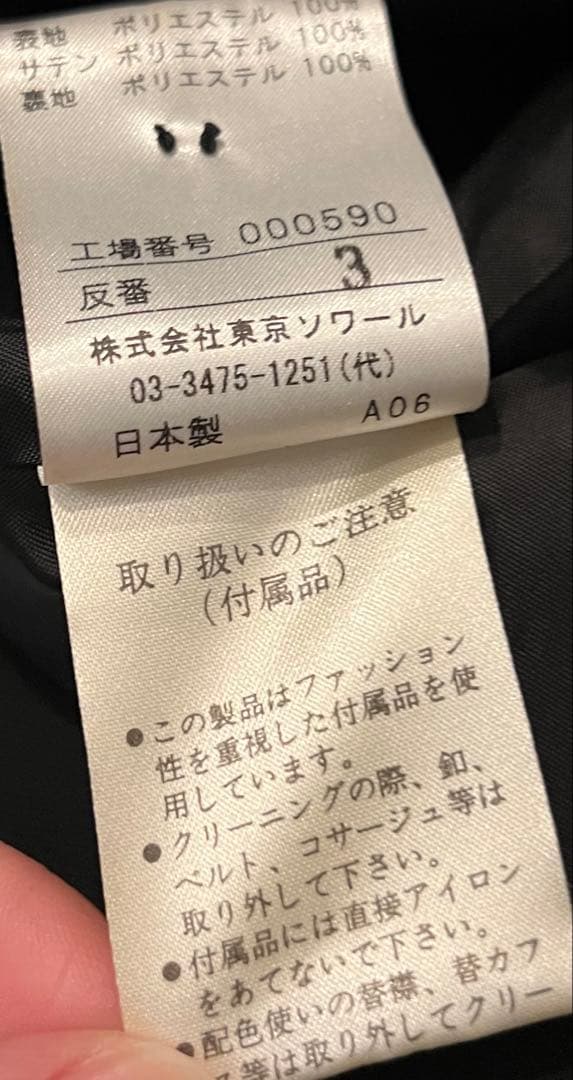 表地 ポリエステル 100%
サテン ポリエステル 100%
裏地 ポリエステル 100%
工場番号 000590
反番 3
株式会社東京ソワール
03-3475-1251(代)
日本製 A06
取り扱いのご注意
(付属品)
●この製品はファッション
性を重視した付属品を使
用しています。
●クリーニングの際、釦、
ベルト、コサージュ等は
取り外して下さい。
●付属品には直接アイロン
をあてないで下さい。
●配色使いの替襟、替カフ
ス等は取り外してクリー